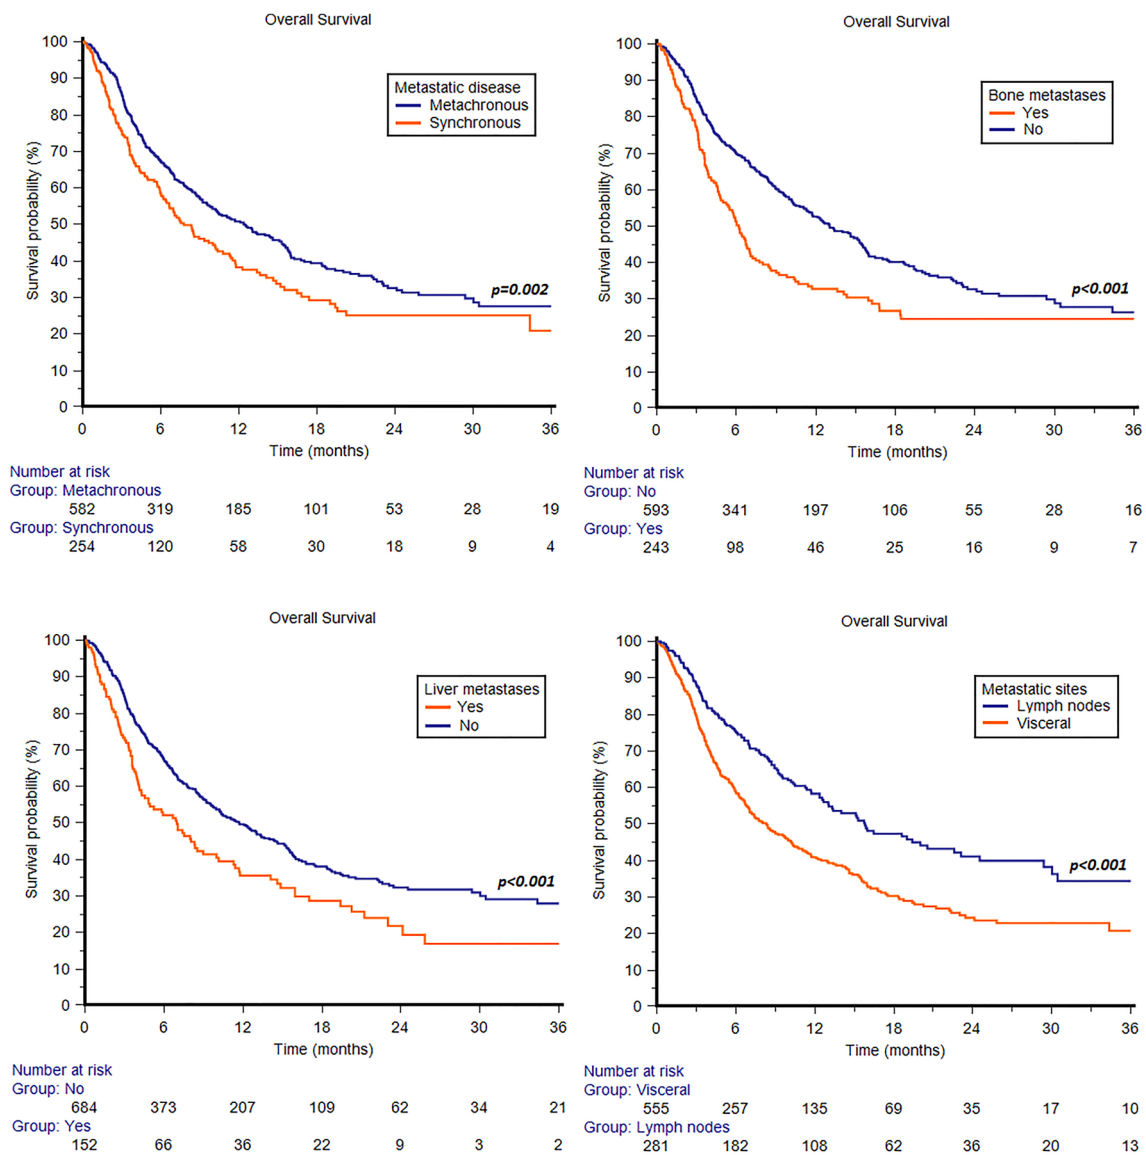 Overall Survival
Survival probability (%)
100
90
80
70
60
50
40
30
20
10
0
Metastatic disease
Metachronous
Synchronous
p=0.002
0 6 12 18 24 30 36
Time (months)
Number at risk
Group: Metachronous
582 319 185 101 53 28 19
Group: Synchronous
254 120 58 30 18 9 4
Overall Survival
Survival probability (%)
100
90
80
70
60
50
40
30
20
10
0
Bone metastases
Yes
No
p<0.001
0 6 12 18 24 30 36
Time (months)
Number at risk
Group: No
593 341 197 106 55 28 16
Group: Yes
243 98 46 25 16 9 7
Overall Survival
Survival probability (%)
100
90
80
70
60
50
40
30
20
10
0
Liver metastases
Yes
No
p<0.001
0 6 12 18 24 30 36
Time (months)
Number at risk
Group: No
684 373 207 109 62 34 21
Group: Yes
152 66 36 22 9 3 2
Overall Survival
Survival probability (%)
100
90
80
70
60
50
40
30
20
10
0
Metastatic sites
Lymph nodes
Visceral
p<0.001
0 6 12 18 24 30 36
Time (months)
Number at risk
Group: Visceral
555 257 135 69 35 17 10
Group: Lymph nodes
281 182 108 62 36 20 13